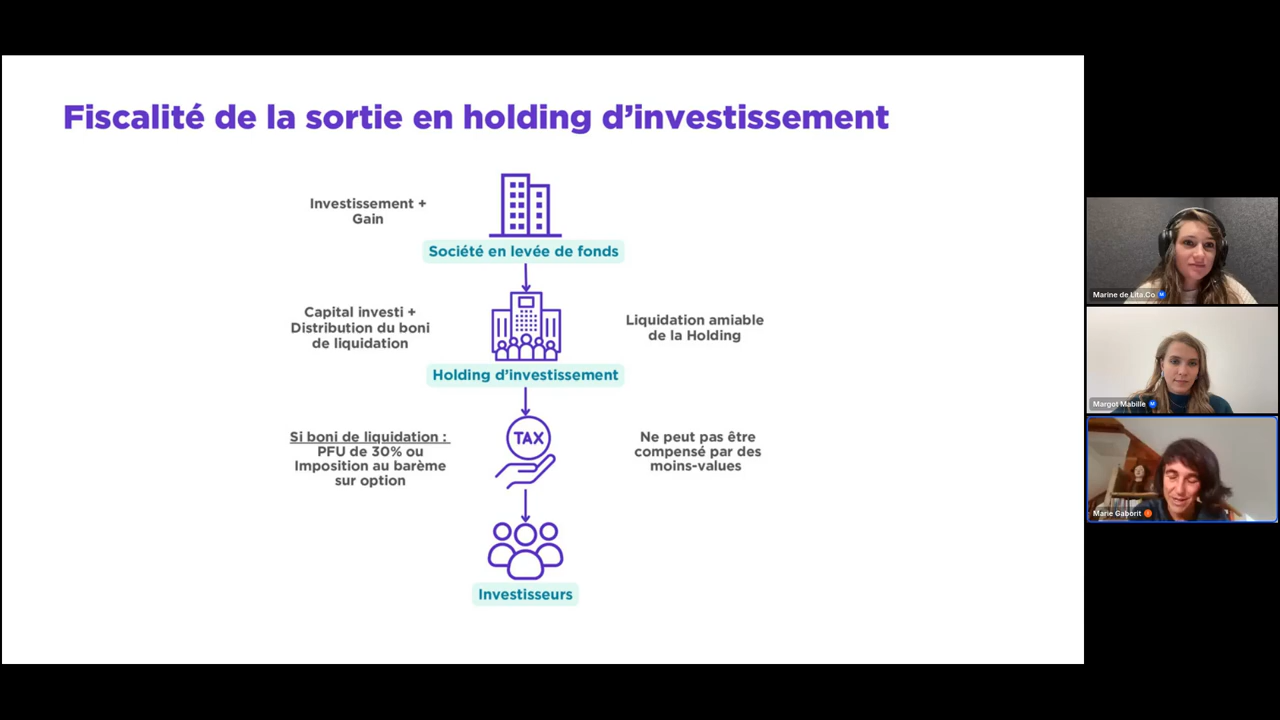 Fiscalité de la sortie en holding d'investissement
Investissement +
Gain
Société en levée de fonds
Capital investi +
Distribution du boni
de liquidation
Liquidation amiable
de la Holding
Holding d'investissement
Si boni de liquidation :
PFU de 30% ou
Imposition au barème
sur option
TAX
Ne peut pas être
compensé par des
moins-values
Investisseurs
Marine de Lita.Co
M
Margot Mabille
M
Marie Gaborit